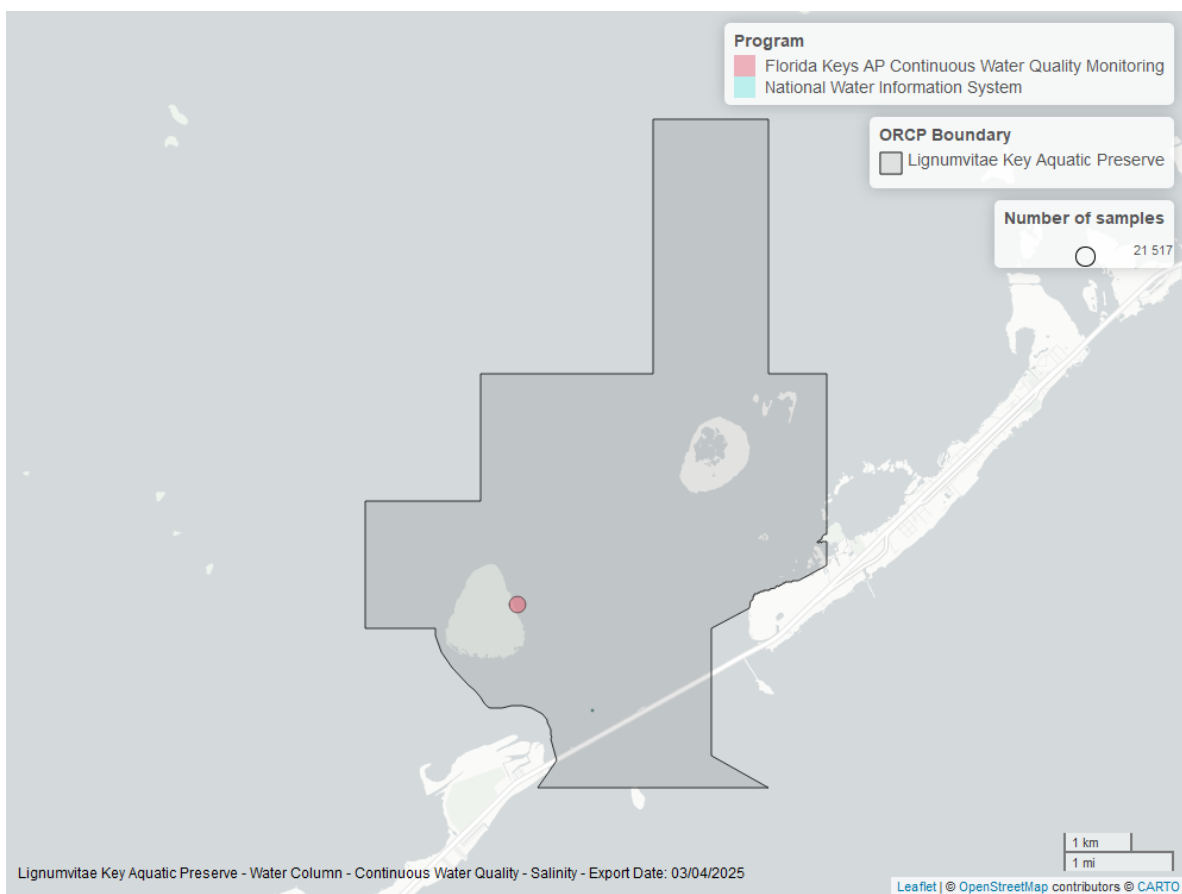 Program
Florida Keys AP Continuous Water Quality Monitoring
National Water Information System
ORCP Boundary
Lignumvitae Key Aquatic Preserve
Number of samples
21 517
1 km
1 mi
Lignumvitae Key Aquatic Preserve - Water Column - Continuous Water Quality - Salinity - Export Date: 03/04/2025
Leaflet | © OpenStreetMap contributors © CARTO